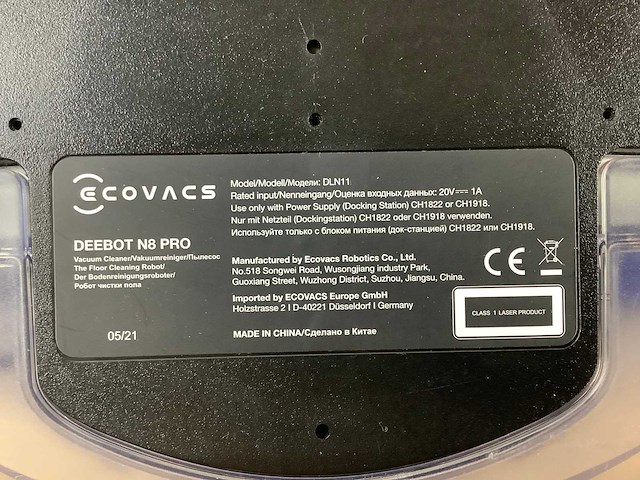 ECOVACS
DEEBOT N8 PRO
Vacuum Cleaner/Vakuumreiniger/Пылесос
The Floor Cleaning Robot/
Der Bodenreinigungsroboter/
Робот чистки пола
05/21
Model/Modell/Модели: DLN11
Rated input/Nenneingang/Оценка входных данных: 20V⎓ 1A
Use only with Power Supply (Docking Station) CH1822 or CH1918.
Nur mit Netzteil (Dockingstation) CH1822 oder CH1918 verwenden.
Используйте только с блоком питания (док-станцией) CH1822 или CH1918.
Manufactured by Ecovacs Robotics Co., Ltd.
No.518 Songwei Road, Wusongjiang industry Park,
Guoxiang Street, Wuzhong District, Suzhou, Jiangsu, China.
Imported by ECOVACS Europe GmbH
Holzstrasse 2 I D-40221 Düsseldorf I Germany
MADE IN CHINA/Сделано в Китае
CE
CLASS 1 LASER PRODUCT